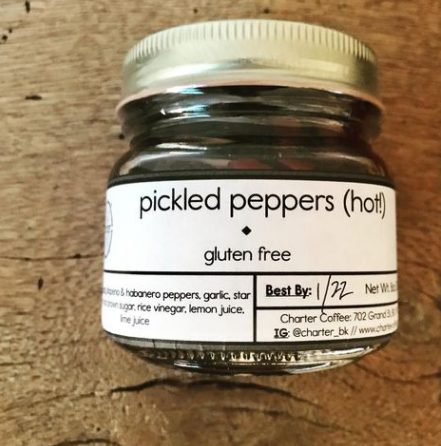 pickled peppers (hot!)
gluten free
& habanero peppers, garlic, star
brown sugar, rice vinegar, lemon juice,
lime juice
Best By: 1/22 Net Wt.
Charter Coffee: 702 Grand St.
IG: @charter_bk // www.charter